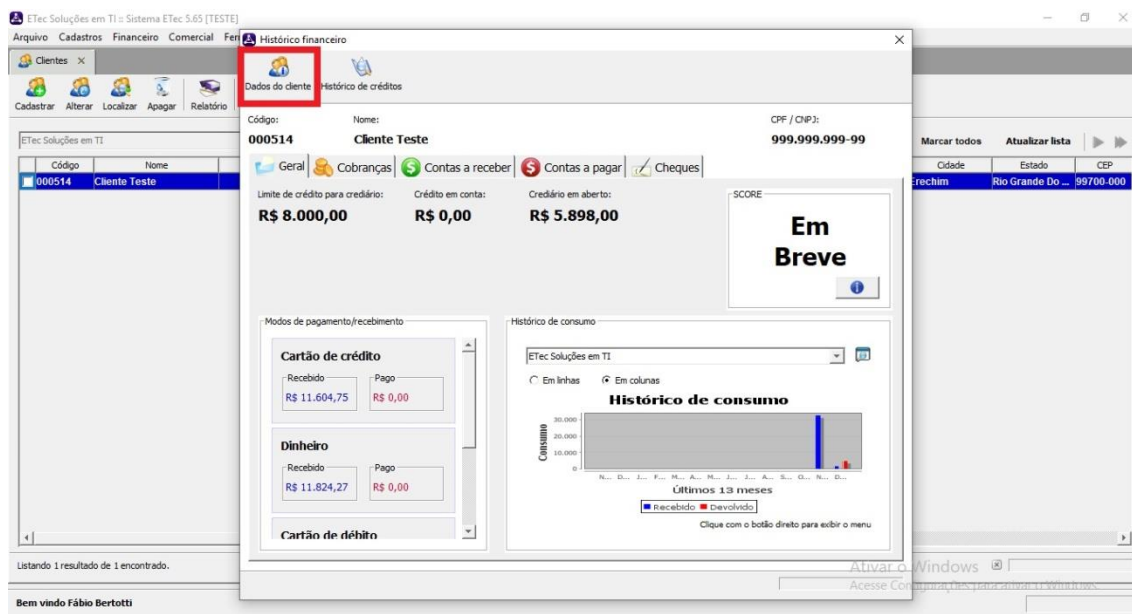 ETec Soluções em TI :: Sistema ETec 5.65 [TESTE]
Arquivo Cadastros Financeiro Comercial
Histórico financeiro
Clientes
Dados do cliente Histórico de créditos
Cadastrar Alterar Localizar Apagar Relatório
Código: Nome: CPF / CNPJ:
000514 Cliente Teste 999.999.999-99
ETec Soluções em TI
Marcar todos Atualizar lista
Geral Cobranças Contas a receber Contas a pagar Cheques
Código Nome Cidade Estado CEP
000514 Cliente Teste Erechim Rio Grande Do ... 99700-000
Limite de crédito para crediário: Crédito em conta: Crediário em aberto: SCORE
R$ 8.000,00 R$ 0,00 R$ 5.898,00
Em
Breve
Modos de pagamento/recebimento
Histórico de consumo
Cartão de crédito
Recebido Pago
R$ 11.604,75 R$ 0,00
ETec Soluções em TI
Em linhas Em colunas
Histórico de consumo
Consumo
30.000
20.000
10.000
0
N... D... J... F... M... A... M... J... J... A... S... O... N... D...
Últimos 13 meses
Recebido Devolvido
Clique com o botão direito para exibir o menu
Dinheiro
Recebido Pago
R$ 11.824,27 R$ 0,00
Cartão de débito
Listando 1 resultado de 1 encontrado.
Ativar o Windows
Acesse Configurações para ativar o Windows.
Bem vindo Fábio Bertotti